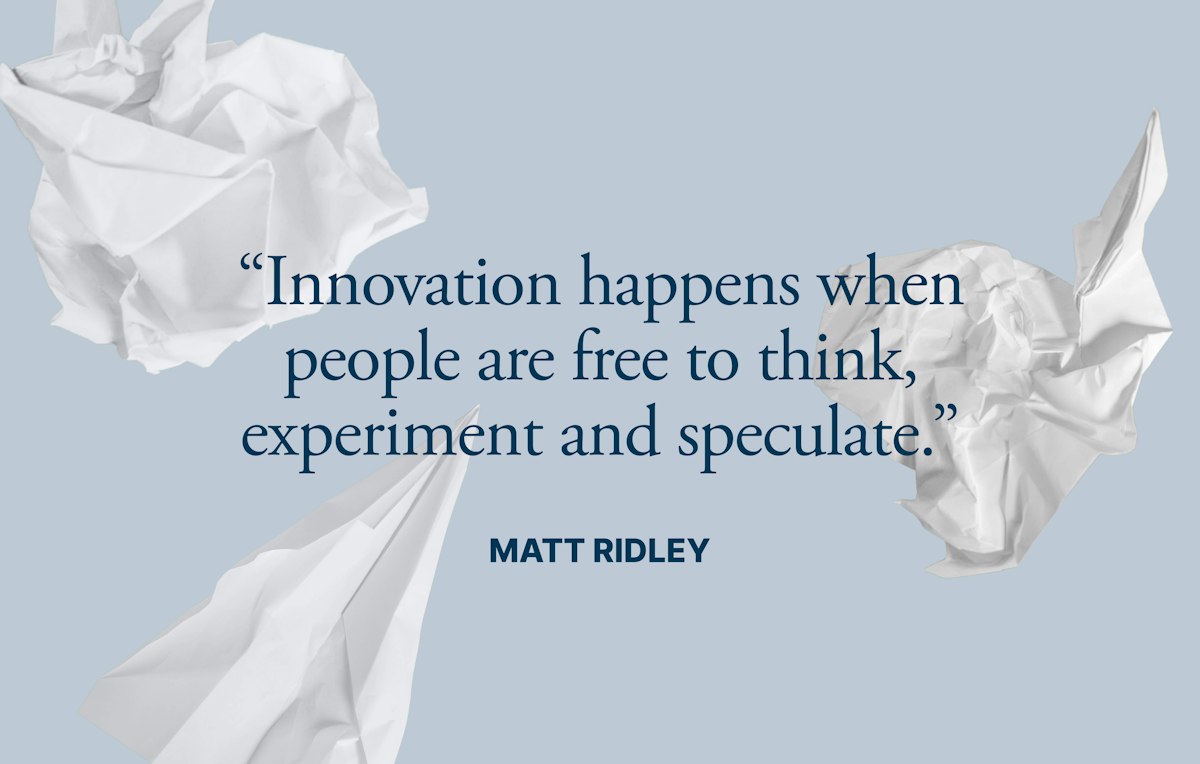 “Innovation happens when
people are free to think,
experiment and speculate.”
MATT RIDLEY